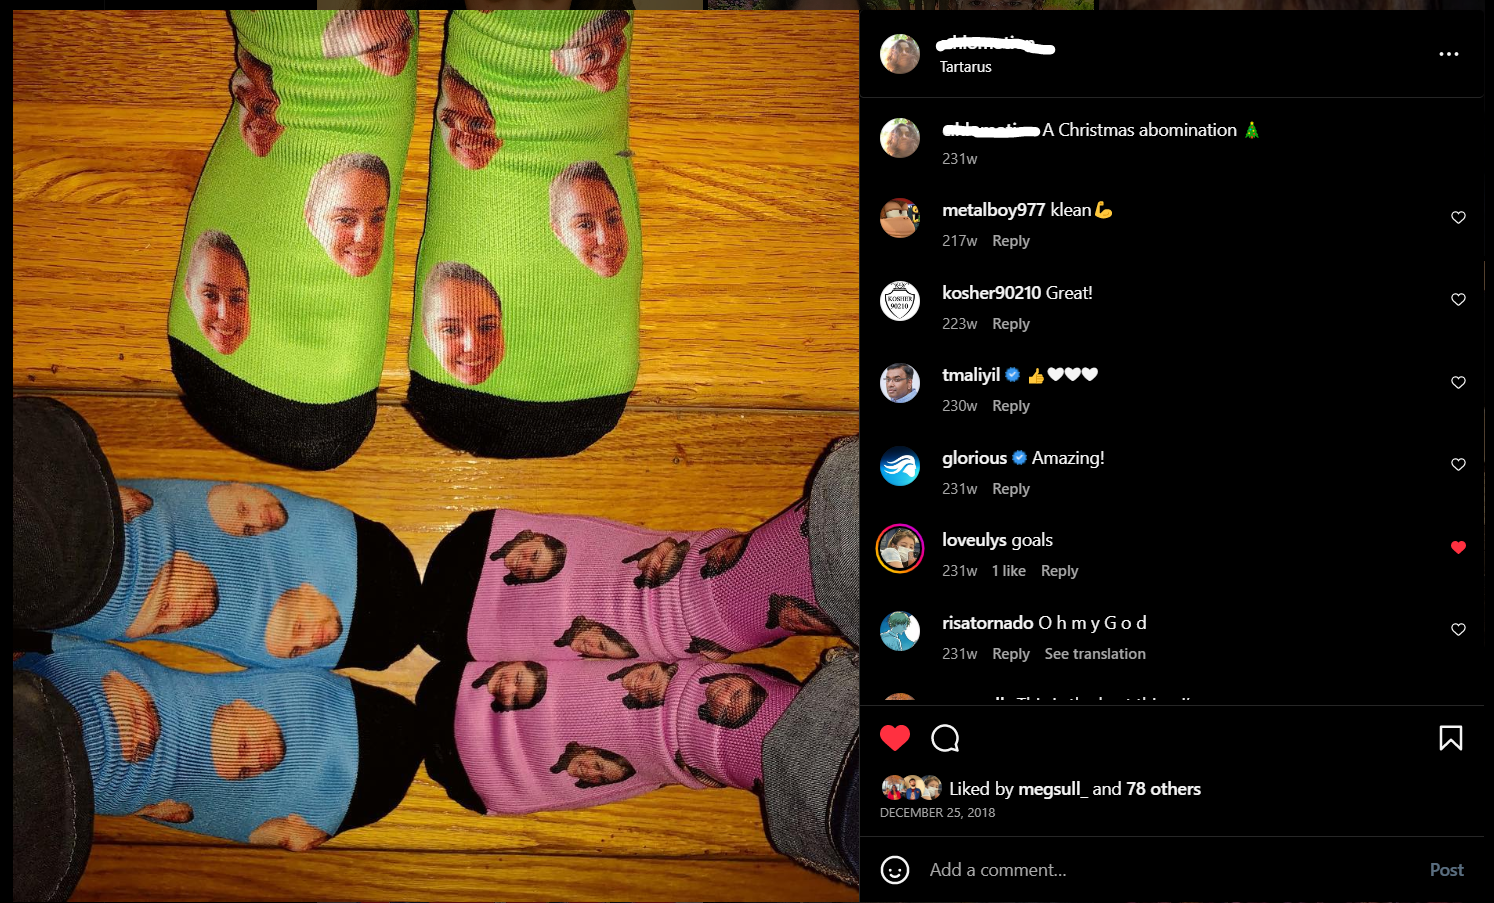 Tartarus
A Christmas abomination 🎄
231w
metalboy977 klean💪
217w Reply
KOSHER
90210
kosher90210 Great!
223w Reply
tmaliyil 👍🤍🤍🤍
230w Reply
glorious Amazing!
231w Reply
loveulys goals
231w 1 like Reply
risatornado O h m y G o d
231w Reply See translation
Liked by megsull_ and 78 others
DECEMBER 25, 2018
Add a comment... Post